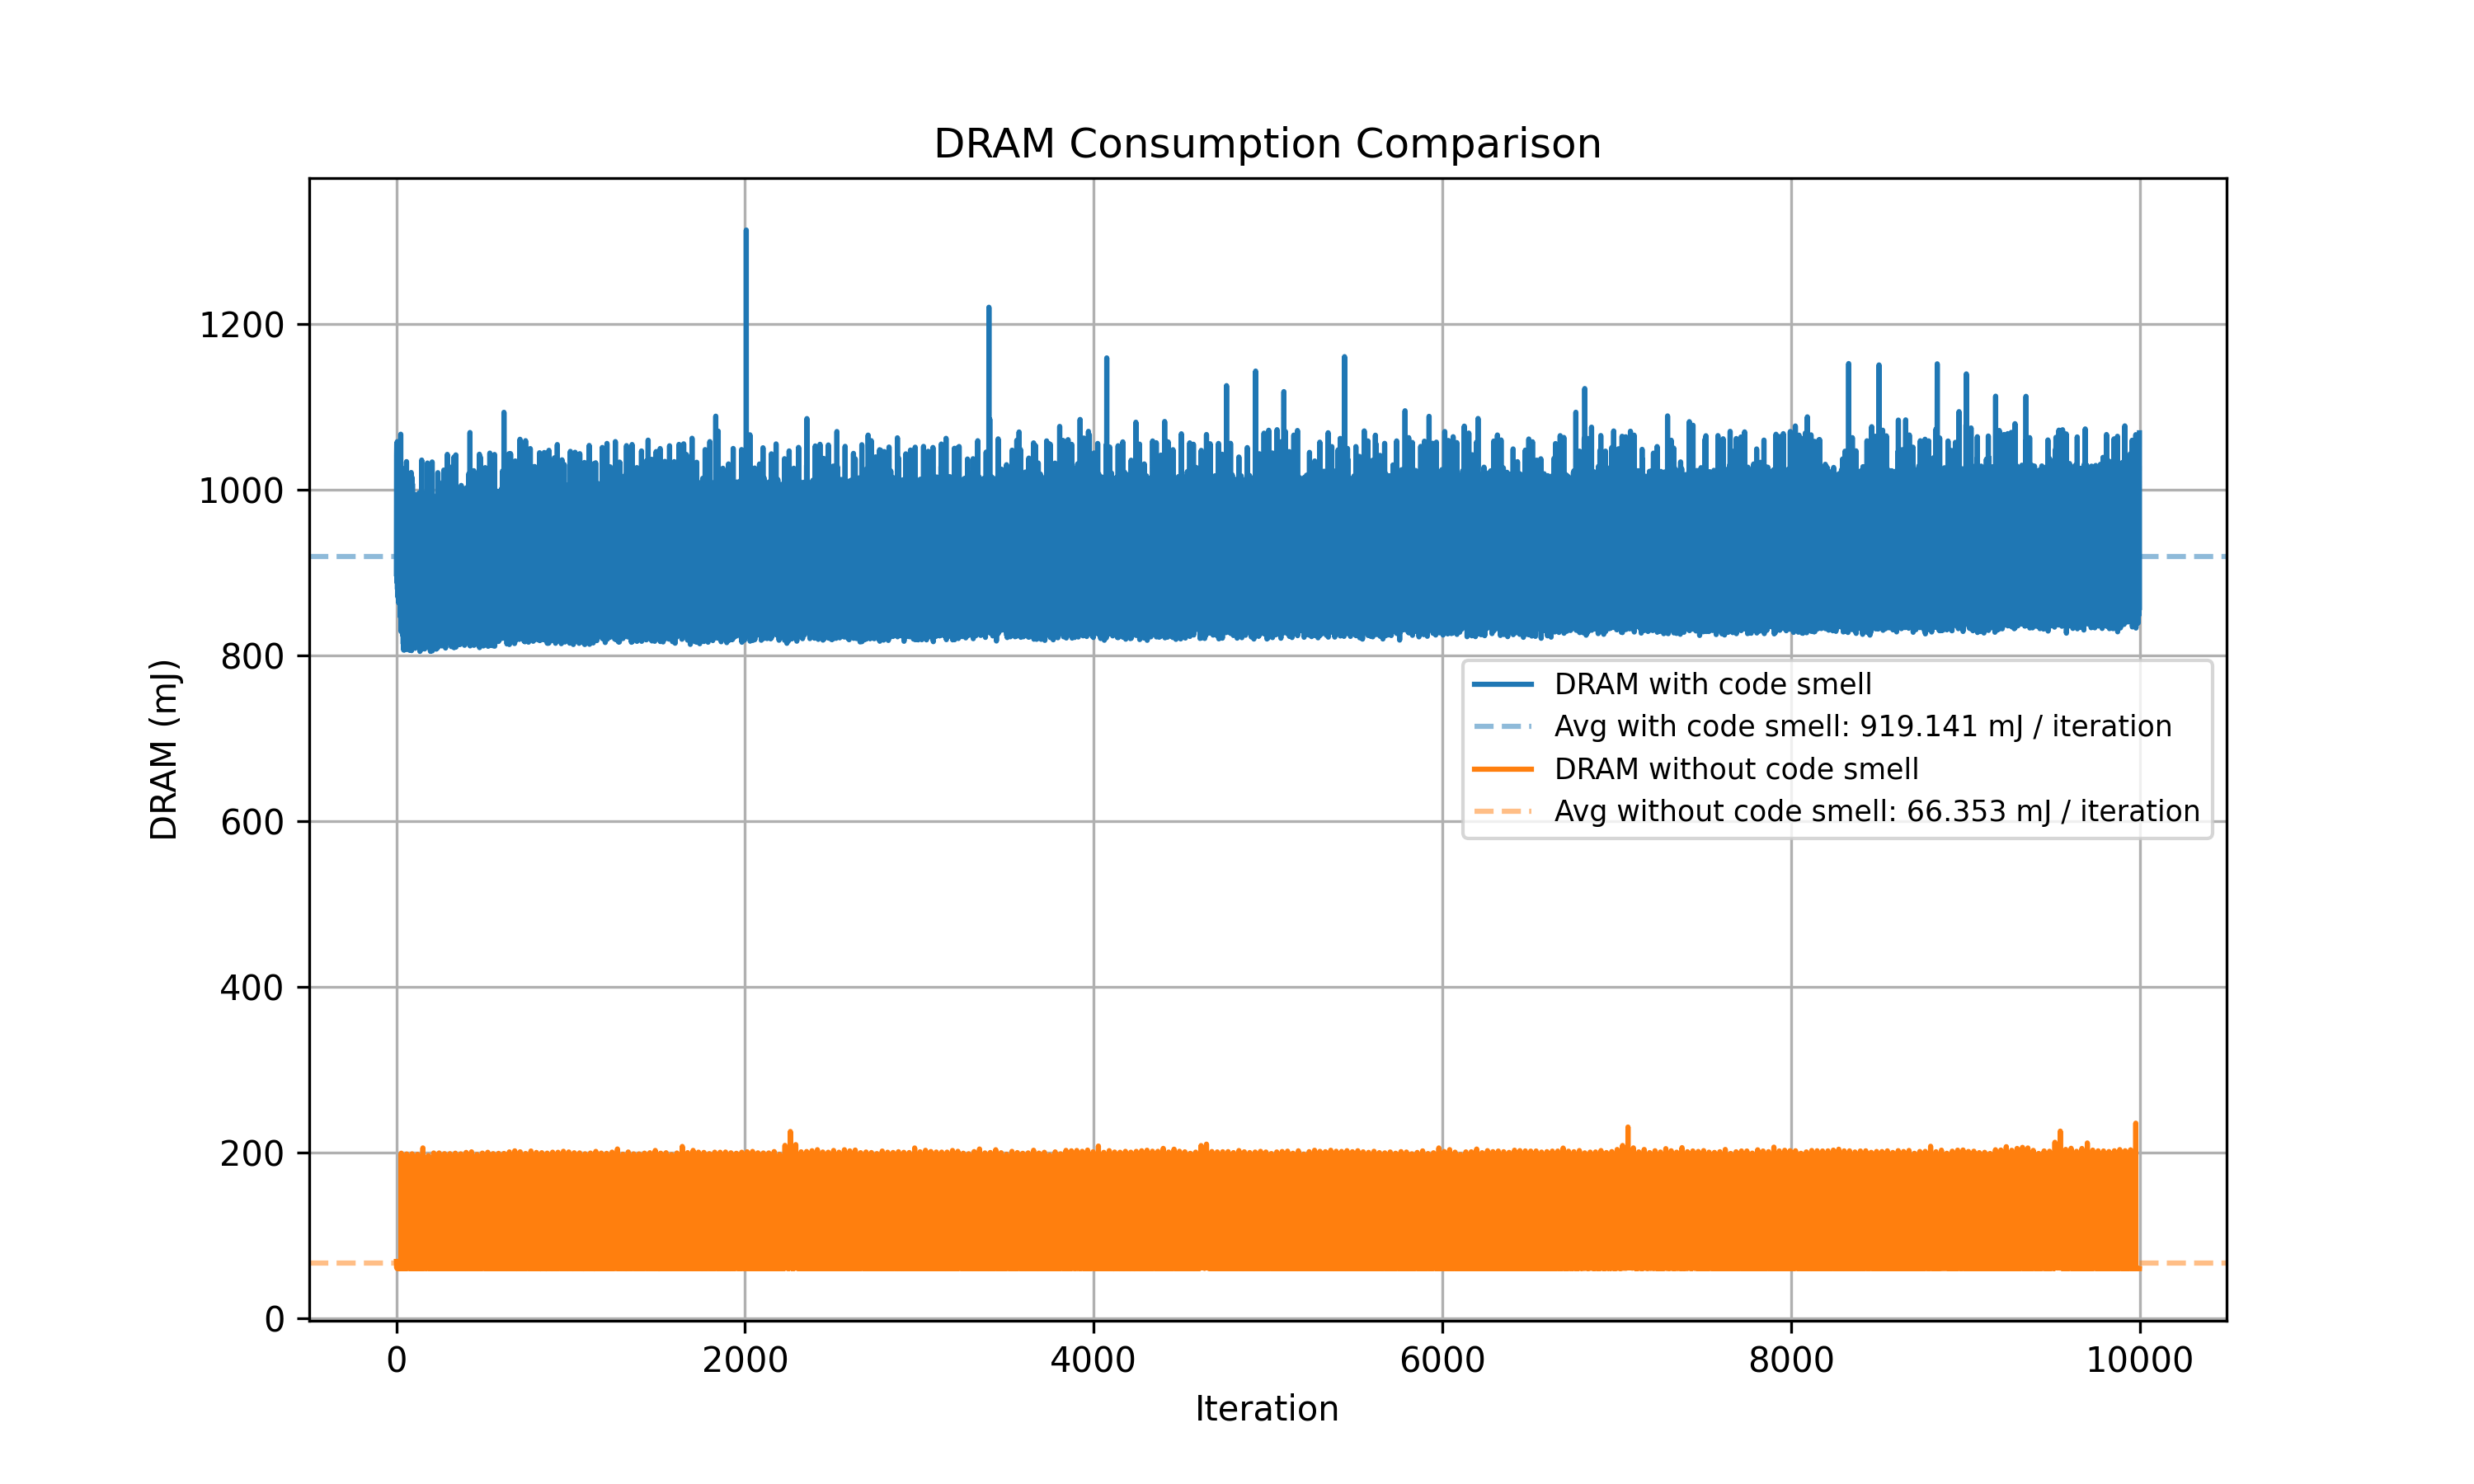 DRAM Consumption Comparison
DRAM (mJ)
1200
1000
800
600
400
200
0
DRAM with code smell
Avg with code smell: 919.141 mJ / iteration
DRAM without code smell
Avg without code smell: 66.353 mJ / iteration
0 2000 4000 6000 8000 10000
Iteration